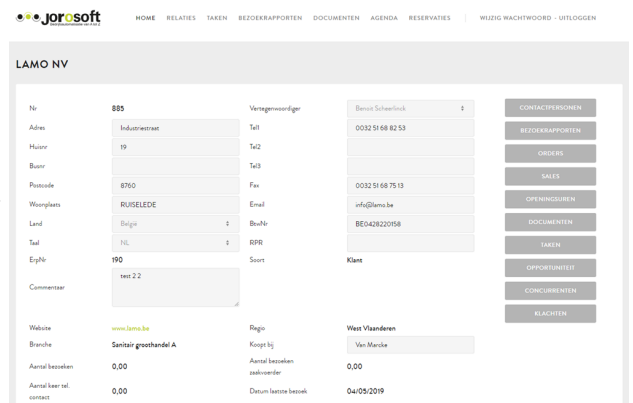 jorosoft
HOME RELATIES TAKEN BEZOEKRAPPORTEN DOCUMENTEN AGENDA RESERVATIES WIJZIG WACHTWOORD - UITLOGGEN
LAMO NV
Nr 885 Vertegenwoordiger Benoit Scheerlinck CONTACTPERSONEN
Adres Industriestraat Tel1 0032 51 68 82 53 BEZOEKRAPPORTEN
Huisnr 19 Tel2 ORDERS
Busnr Tel3 SALES
Postcode 8760 Fax 0032 51 68 75 13 OPENINGSUREN
Woonplaats RUISELEDE Email info@lamo.be DOCUMENTEN
Land België BtwNr BE0428220158 TAKEN
Taal NL RPR OPPORTUNITEIT
ErpNr 190 Soort Klant CONCURRENTEN
Commentaar test 2 2 KLACHTEN
Website www.lamo.be Regio West Vlaanderen
Branche Sanitair groothandel A Koopt bij Van Marcke
Aantal bezoeken 0,00 Aantal bezoeken zaakvoerder 0,00
Aantal keer tel. contact 0,00 Datum laatste bezoek 04/05/2019